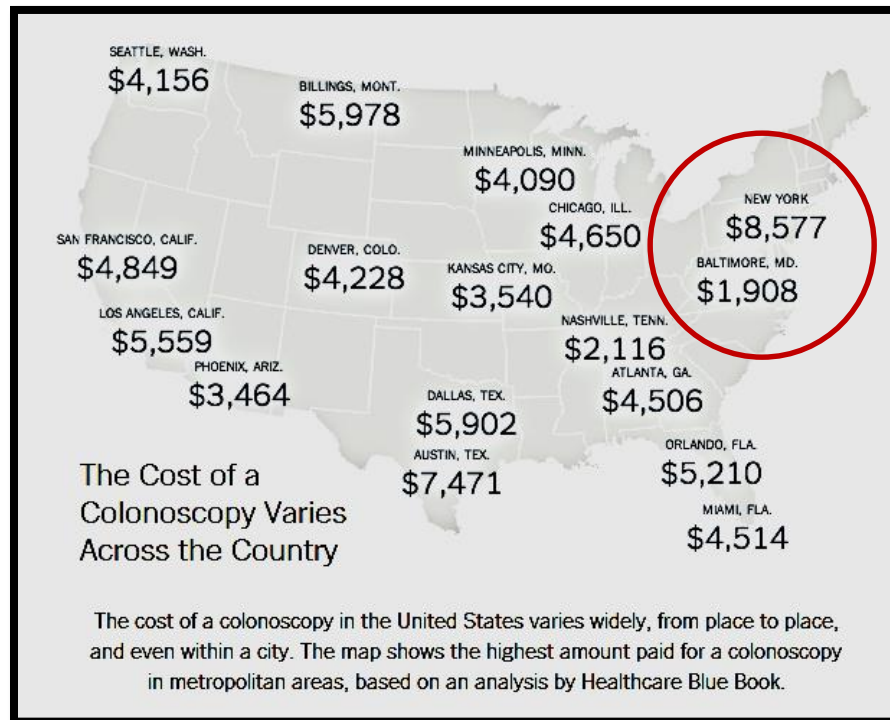 SEATTLE, WASH.
$4,156
BILLINGS, MONT.
$5,978
MINNEAPOLIS, MINN.
$4,090
CHICAGO, ILL.
$4,650
NEW YORK
$8,577
BALTIMORE, MD.
$1,908
SAN FRANCISCO, CALIF.
$4,849
DENVER, COLO.
$4,228
KANSAS CITY, MO.
$3,540
LOS ANGELES, CALIF.
$5,559
NASHVILLE, TENN.
$2,116
PHOENIX, ARIZ.
$3,464
ATLANTA, GA.
$4,506
DALLAS, TEX.
$5,902
AUSTIN, TEX.
$7,471
ORLANDO, FLA.
$5,210
MIAMI, FLA.
$4,514
The Cost of a
Colonoscopy Varies
Across the Country
The cost of a colonoscopy in the United States varies widely, from place to place,
and even within a city. The map shows the highest amount paid for a colonoscopy
in metropolitan areas, based on an analysis by Healthcare Blue Book.